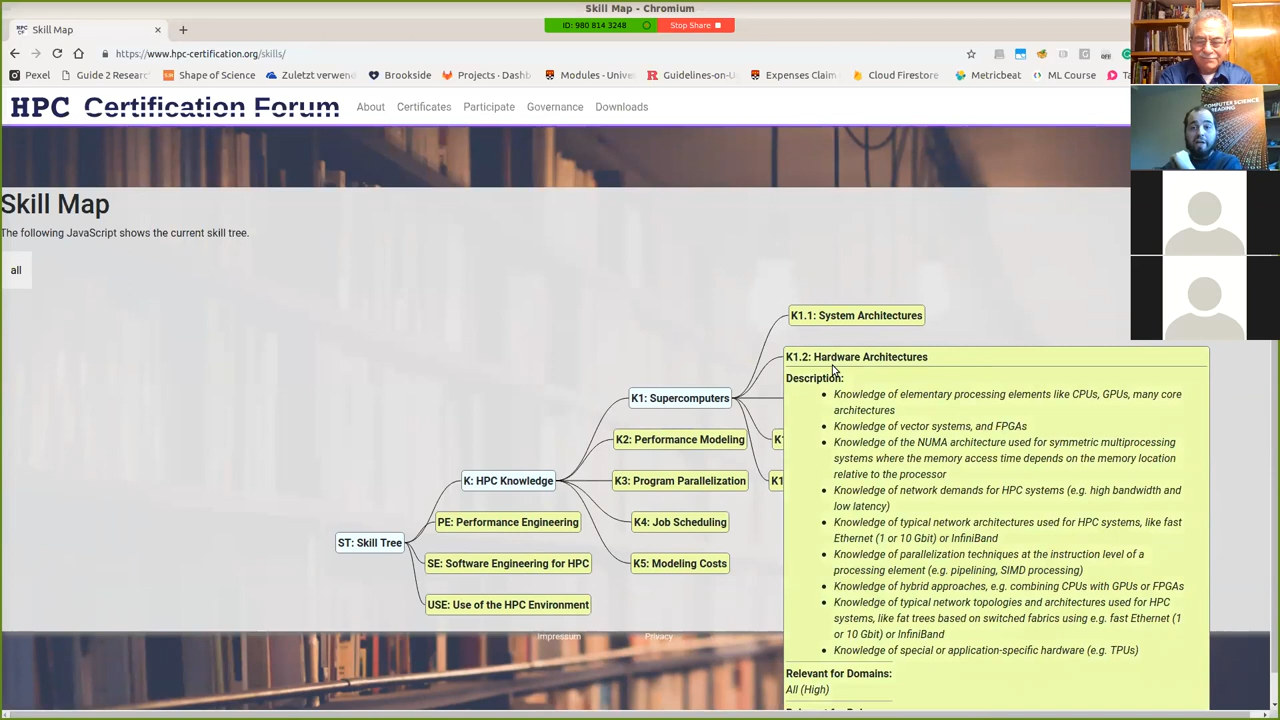 Skill Map - Chromium
ID: 980 814 3248
Stop Share
Skill Map
https://www.hpc-certification.org/skills/
Pexel
Guide 2 Researc
Shape of Science
Zuletzt verwen
Brookside
Projects · Dashb
Modules - Unive
Guidelines-on-U
Expenses Claim
Cloud Firestore
Metricbeat
ML Course
HPC Certification Forum
About
Certificates
Participate
Governance
Downloads
COMPUTER SCIENCE
READING
Skill Map
The following JavaScript shows the current skill tree.
all
K1.1: System Architectures
K1.2: Hardware Architectures
Description:
Knowledge of elementary processing elements like CPUs, GPUs, many core
architectures
Knowledge of vector systems, and FPGAs
Knowledge of the NUMA architecture used for symmetric multiprocessing
systems where the memory access time depends on the memory location
relative to the processor
Knowledge of network demands for HPC systems (e.g. high bandwidth and
low latency)
Knowledge of typical network architectures used for HPC systems, like fast
Ethernet (1 or 10 Gbit) or InfiniBand
Knowledge of parallelization techniques at the instruction level of a
processing element (e.g. pipelining, SIMD processing)
Knowledge of hybrid approaches, e.g. combining CPUs with GPUs or FPGAs
Knowledge of typical network topologies and architectures used for HPC
systems, like fat trees based on switched fabrics using e.g. fast Ethernet (1
or 10 Gbit) or InfiniBand
Knowledge of special or application-specific hardware (e.g. TPUs)
Relevant for Domains:
All (High)
K1: Supercomputers
K2: Performance Modeling
K3: Program Parallelization
K4: Job Scheduling
K5: Modeling Costs
K: HPC Knowledge
PE: Performance Engineering
ST: Skill Tree
SE: Software Engineering for HPC
USE: Use of the HPC Environment
Impressum
Privacy